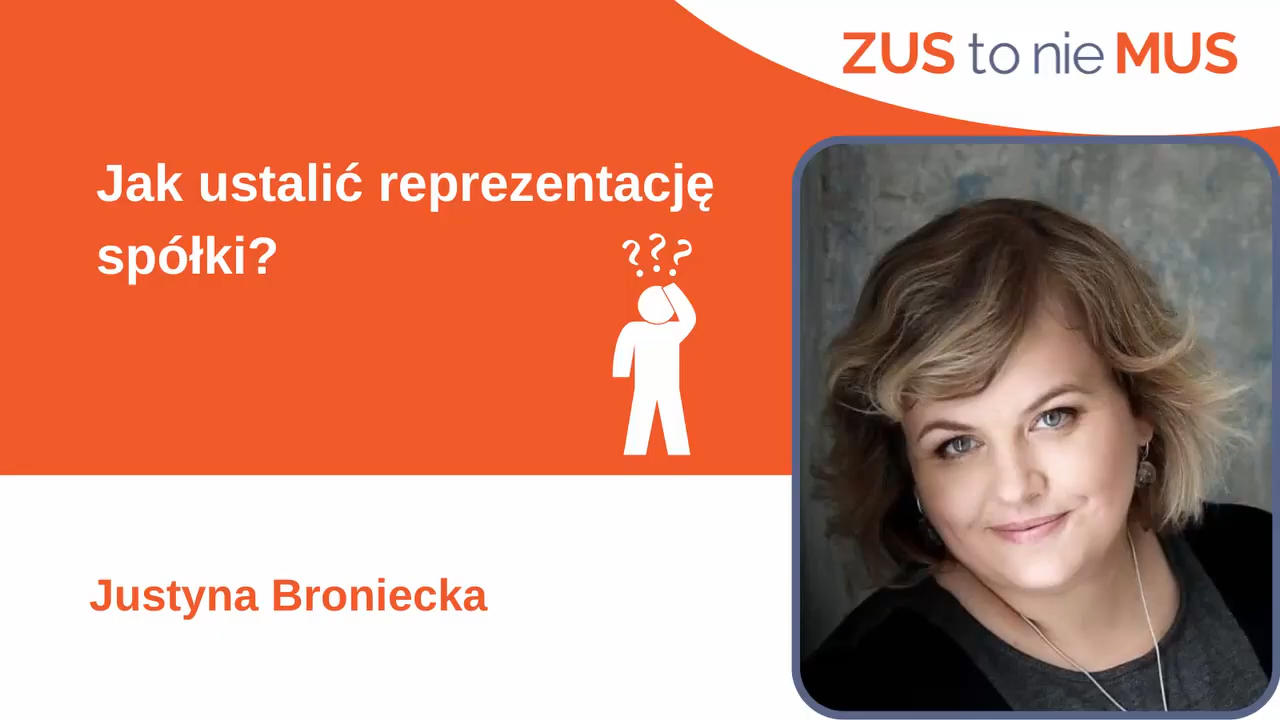 ZUS to nie MUS
Jak ustalić reprezentację
spółki?
???
Justyna Broniecka